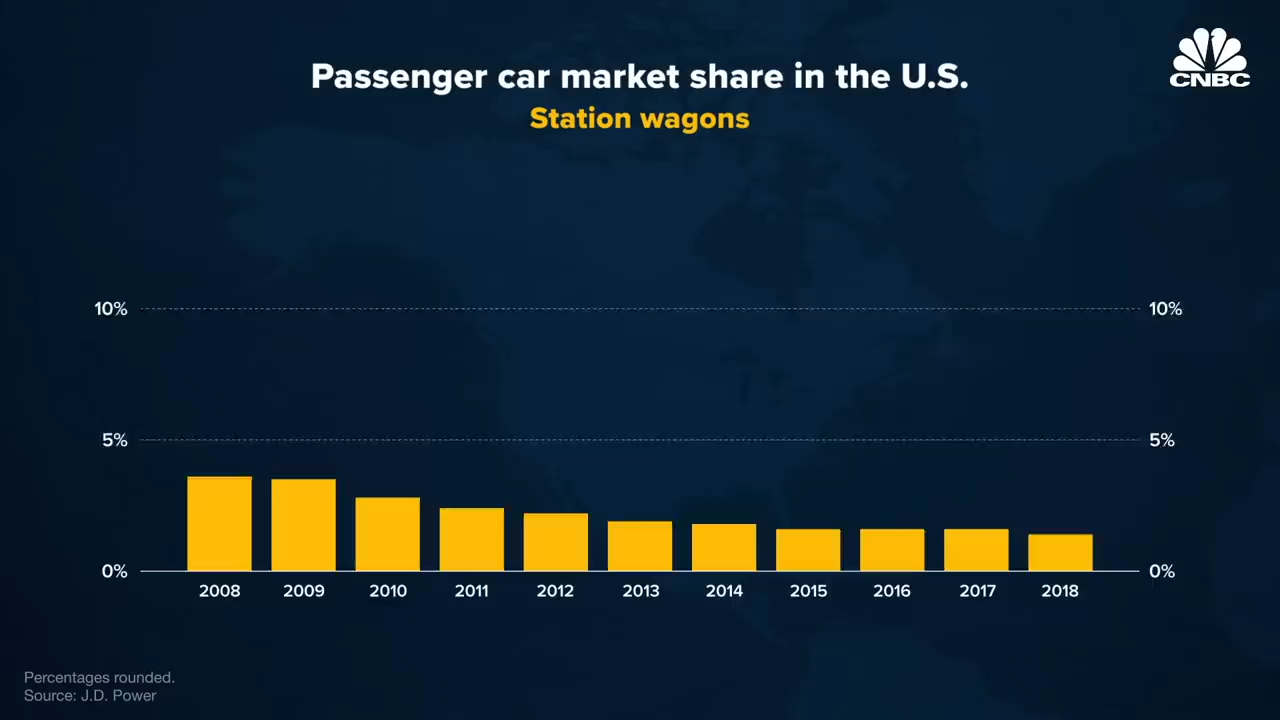 CNBC
Passenger car market share in the U.S.
Station wagons
10% 10%
5% 5%
0% 0%
2008 2009 2010 2011 2012 2013 2014 2015 2016 2017 2018
Percentages rounded.
Source: J.D. Power